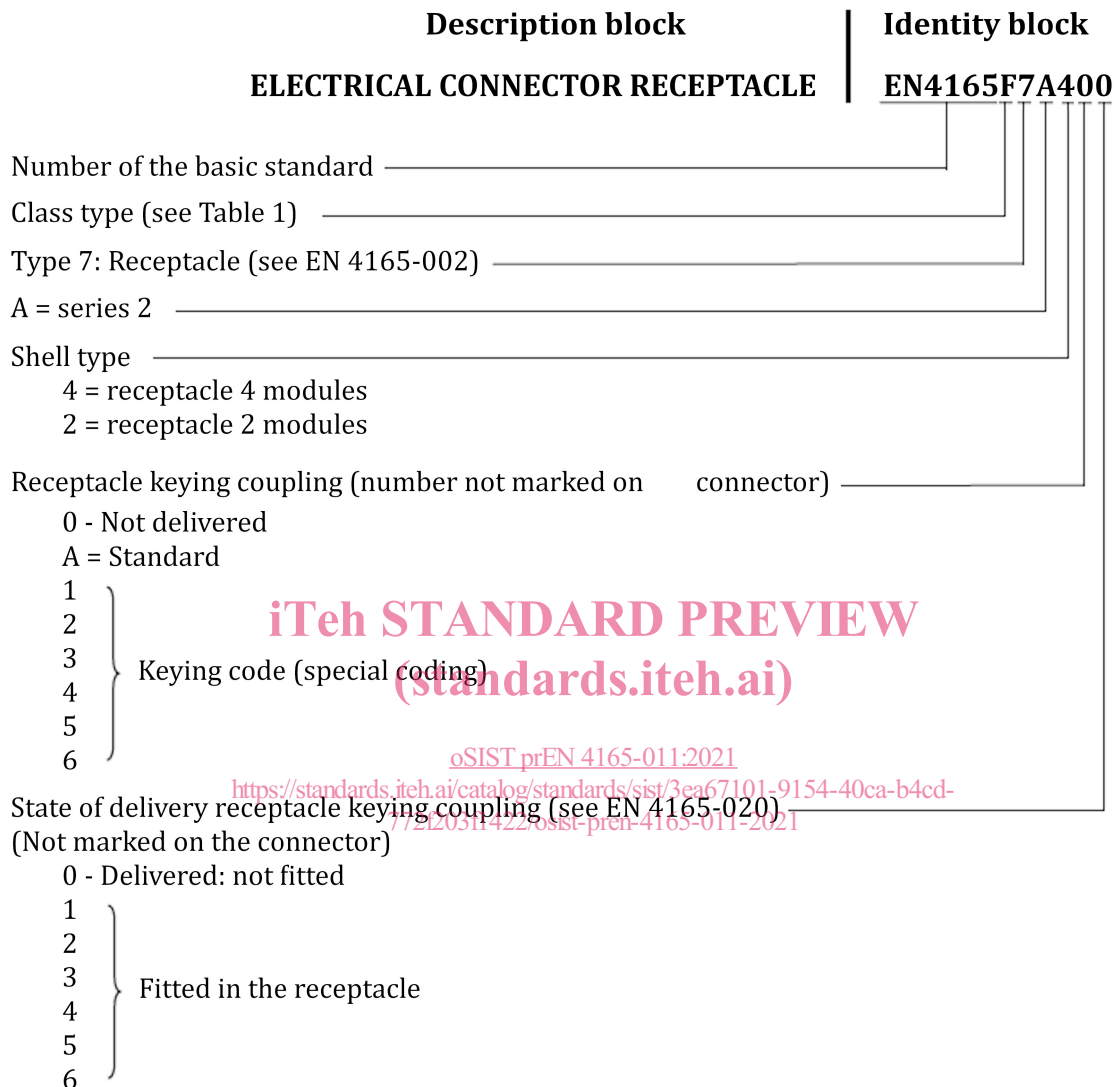 Description block
Identity block
ELECTRICAL CONNECTOR RECEPTACLE
EN4165F7A400
Number of the basic standard
Class type (see Table 1)
Type 7: Receptacle (see EN 4165-002)
A = series 2
Shell type
4 = receptacle 4 modules
2 = receptacle 2 modules
Receptacle keying coupling (number not marked on connector)
0 - Not delivered
A = Standard
1
2
3
4
5
6
Keying code (special coding)
iTeh STANDARD PREVIEW
(standards.iteh.ai)
oSIST prEN 4165-011:2021
https://standards.iteh.ai/catalog/standards/sist/3ea67101-9154-40ca-b4cd-
772f203f1422/osist-pren-4165-011-2021
State of delivery receptacle keying coupling (see EN 4165-020)
(Not marked on the connector)
0 - Delivered: not fitted
1
2
3
4
5
6
Fitted in the receptacle